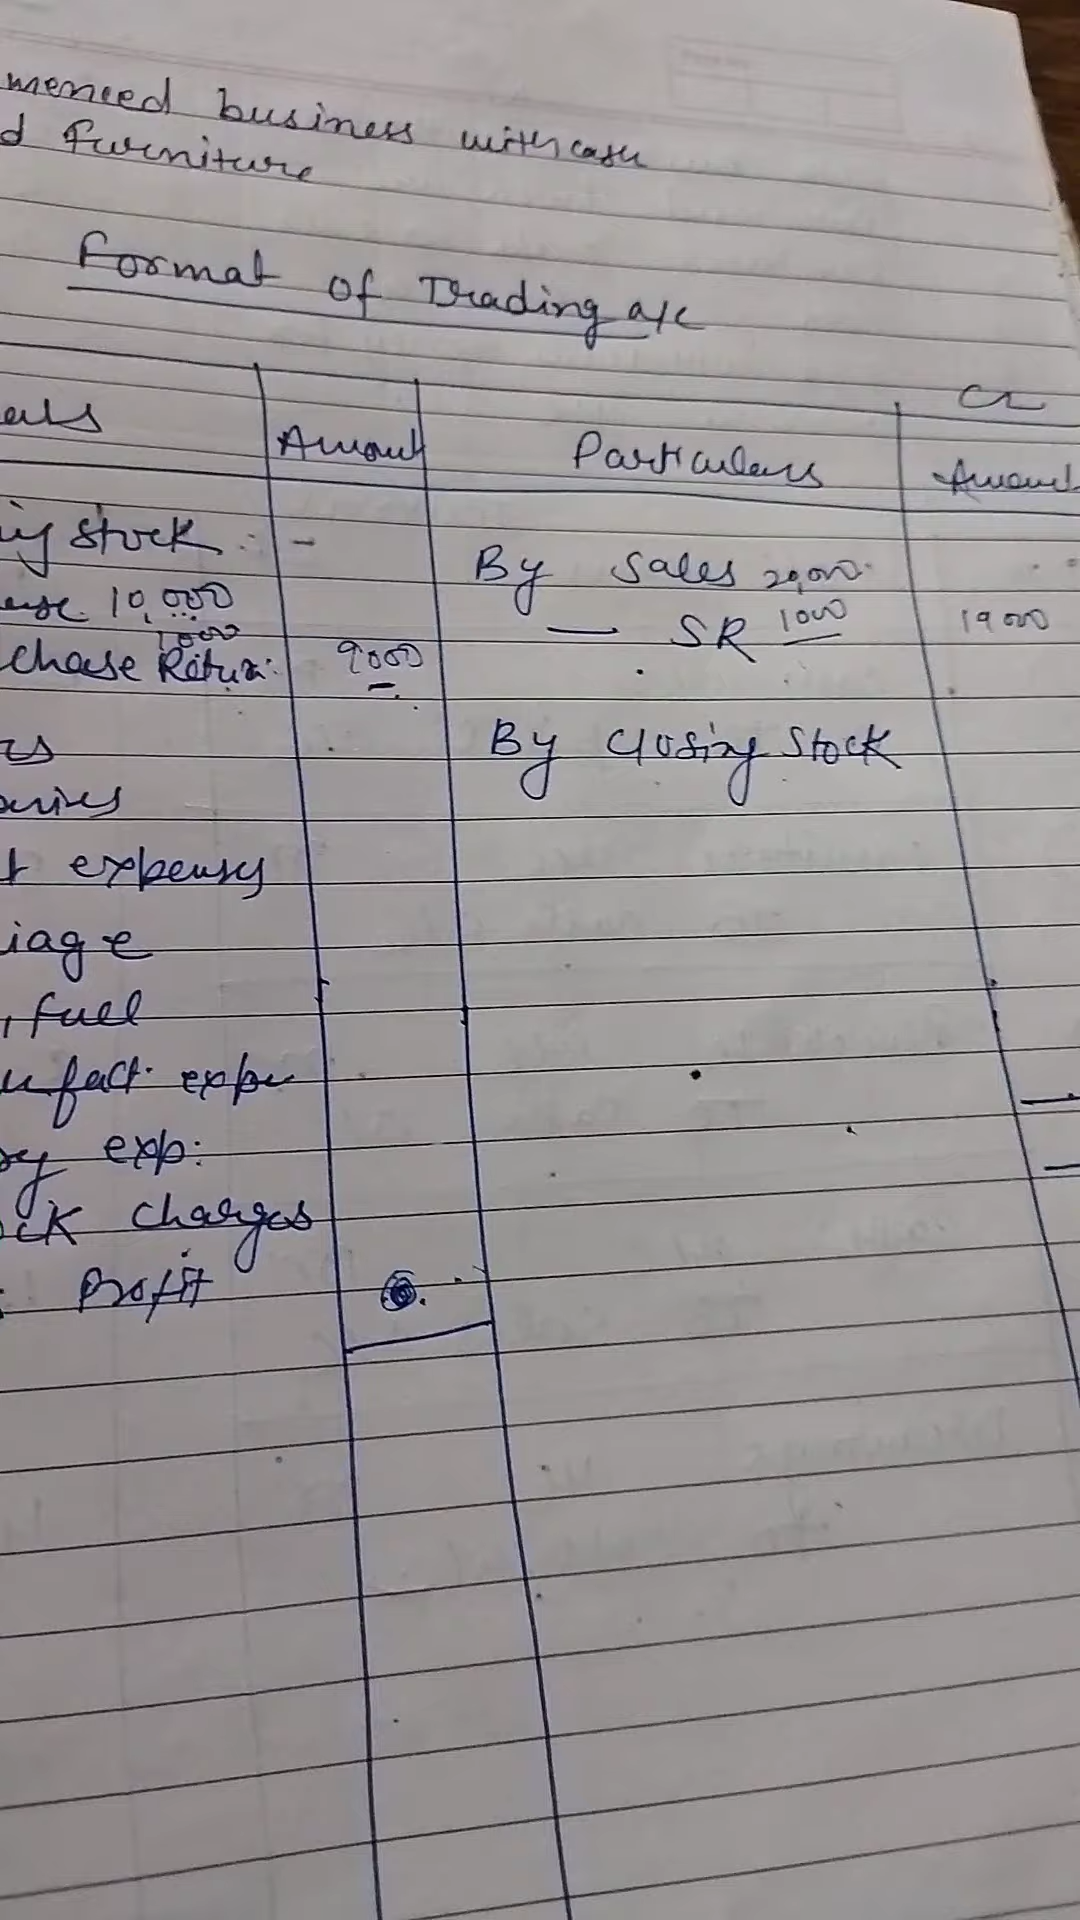 menced business with cash
d furniture
Format of Trading a/c
Cr
Amount Particulars Amount
stock - By Sales 20,000
10,000
1000 — SR 1000 19000
chase Return: 9000
By Closing Stock
expenses
iage
, fuel
ufact. expe
exp:
ck charges
Profit